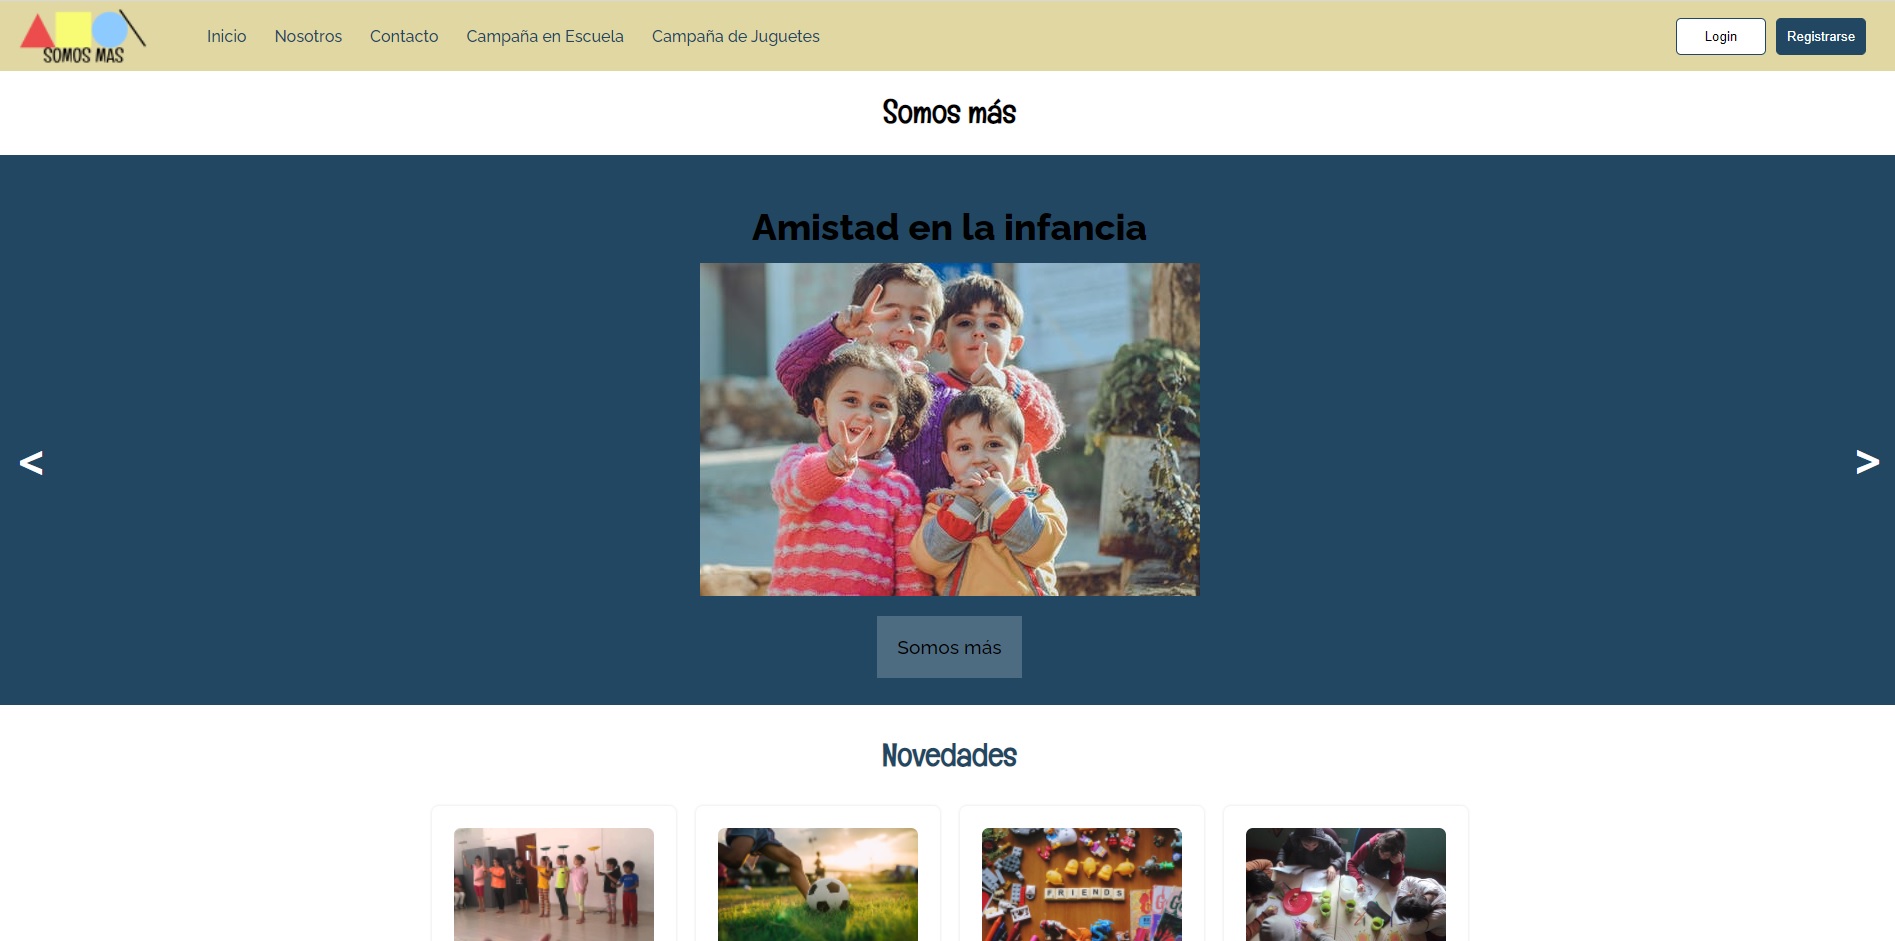 SOMOS MAS
Inicio Nosotros Contacto Campaña en Escuela Campaña de Juguetes Login Registrarse
Somos más
Amistad en la infancia
< >
Somos más
Novedades
FRIENDS